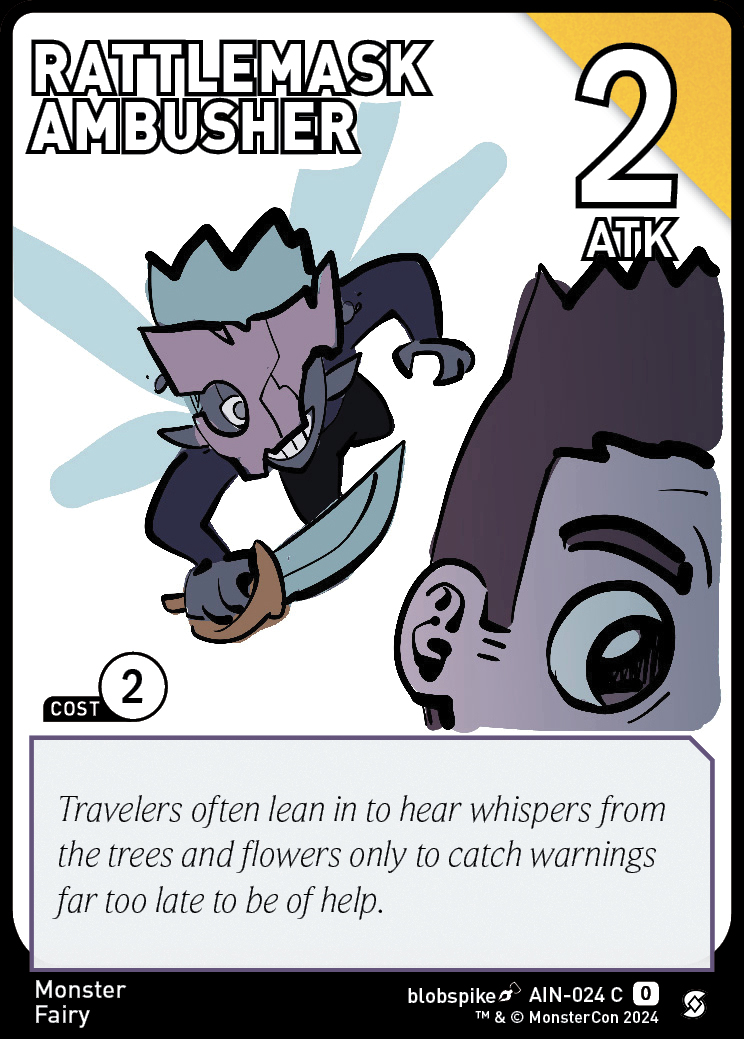 RATTLEMASK
AMBUSHER
2
ATK
COST 2
Travelers often lean in to hear whispers from
the trees and flowers only to catch warnings
far too late to be of help.
Monster
Fairy
blobspike AIN-024 C 0
™ & © MonsterCon 2024